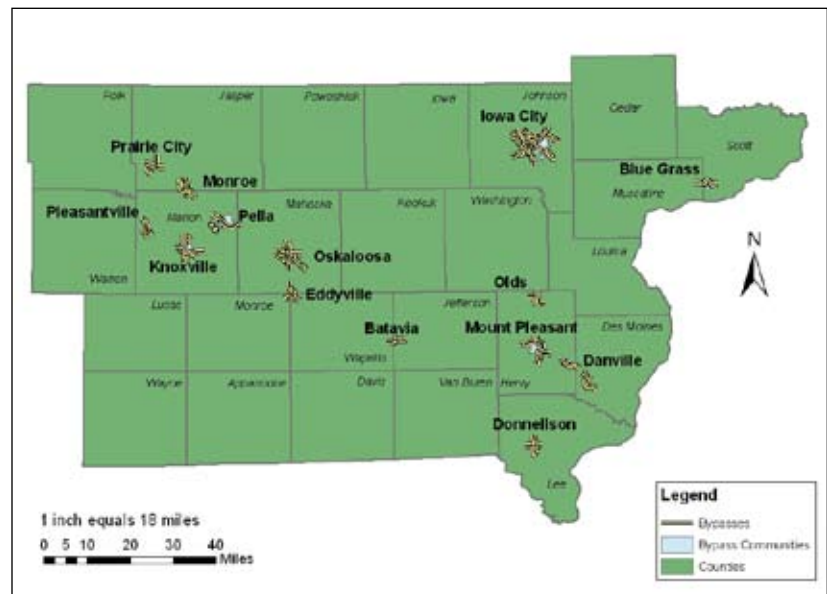 Polk
Jasper
Poweshiek
Iowa
Johnson
Cedar
Iowa City
Scott
Prairie City
Blue Grass
Monroe
Muscatine
Pleasantville
Marion
Pella
Mahaska
Keokuk
Washington
N
Oskaloosa
Louisa
Knoxville
Warren
Olds
Lucas
Monroe
Eddyville
Jefferson
Batavia
Mount Pleasant
Des Moines
Wapello
Danville
Wayne
Appanoose
Davis
Van Buren
Henry
Donnellson
Lee
Legend
Bypasses
Bypass Communities
Counties
1 inch equals 18 miles
0 5 10 20 30 40
Miles